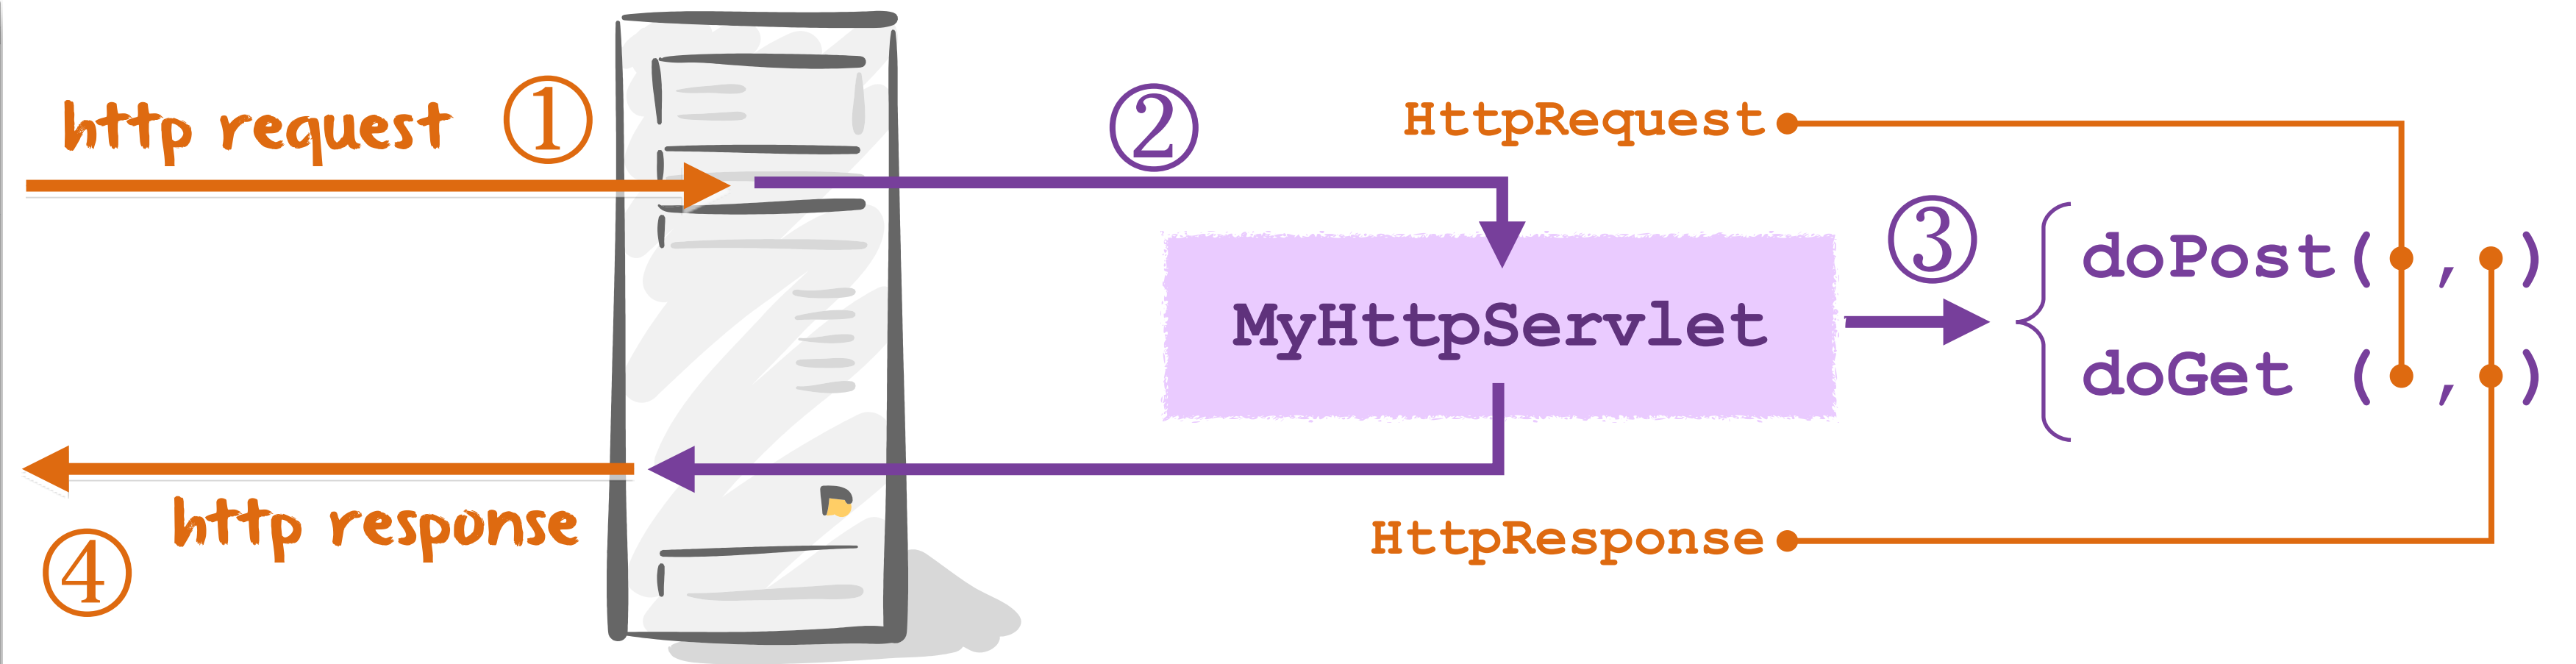 http request ①
②
HttpRequest
③
doPost( , )
MyHttpServlet
doGet ( , )
http response
HttpResponse
④